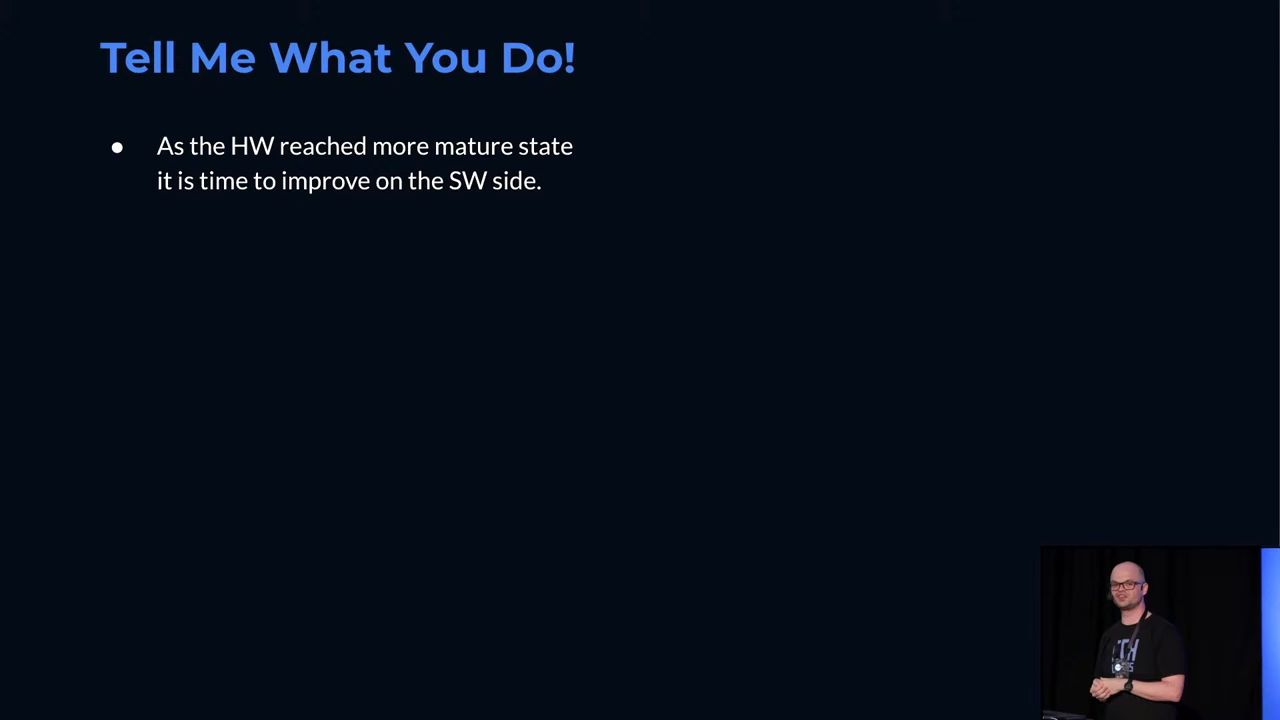 Tell Me What You Do!
● As the HW reached more mature state
it is time to improve on the SW side.